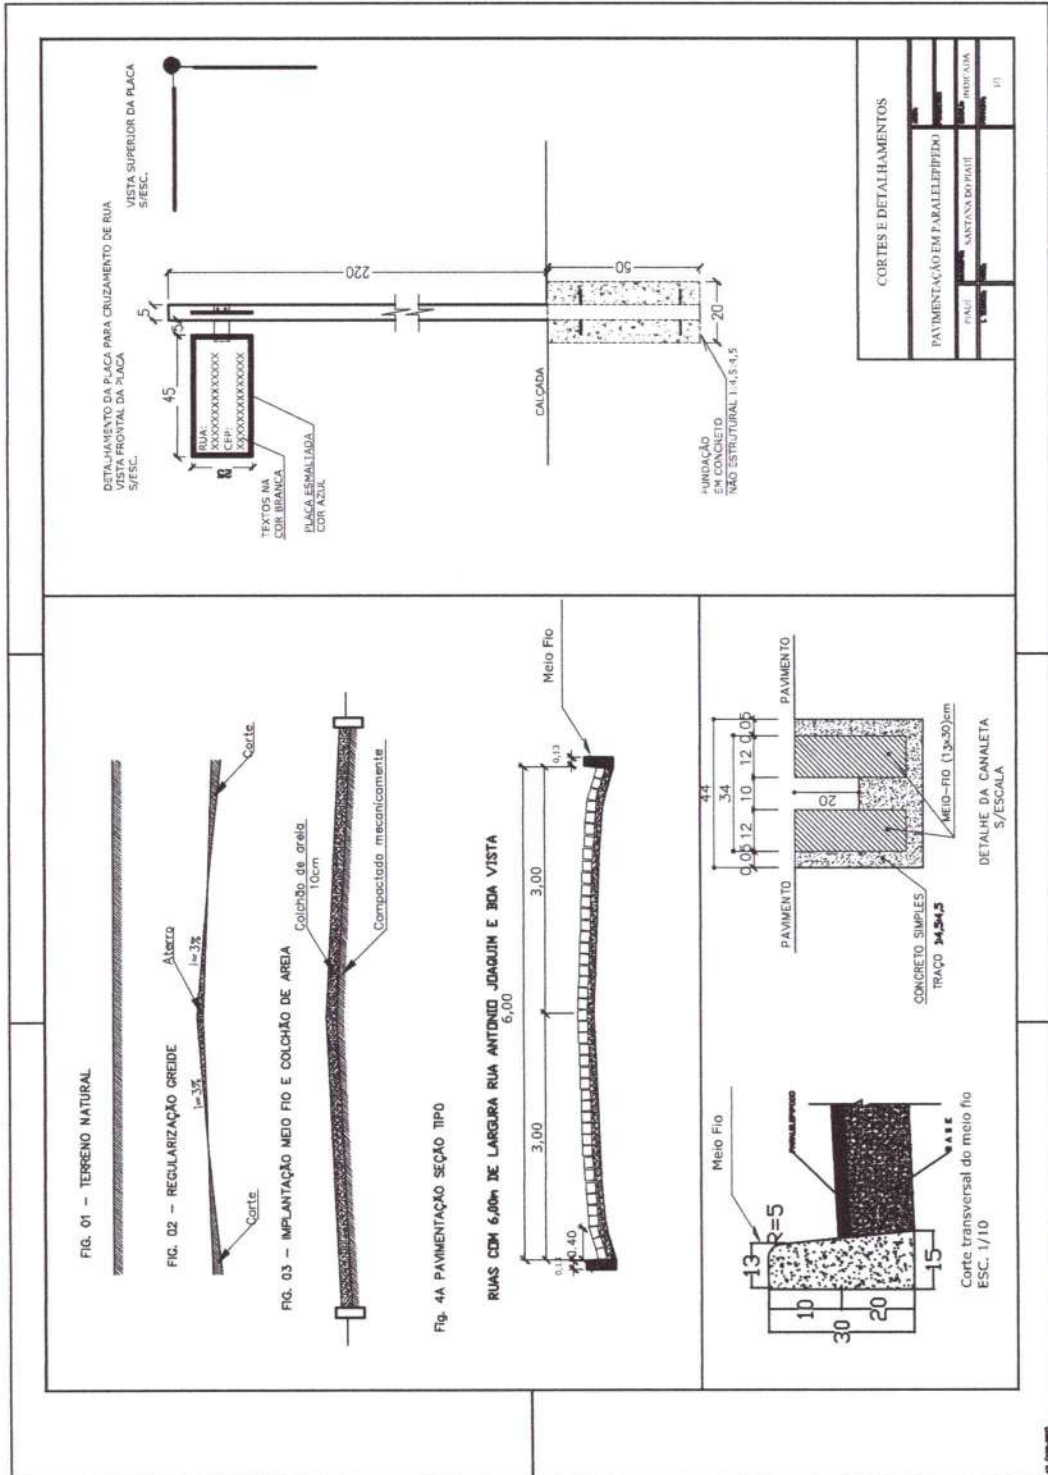 FIG. 01 - TERRENO NATURAL
FIG. 02 - REGULARIZAÇÃO GREIDE
Corte
i=3%
Aterro
i=3%
Corte
FIG. 03 - IMPLANTAÇÃO MEIO FIO E COLCHÃO DE AREIA
Colchão de areia
10cm
Compactado mecanicamente
Fig. 4A PAVIMENTAÇÃO SEÇÃO TIPO
RUAS COM 6,00m DE LARGURA RUA ANTONIO JOAQUIM E BOA VISTA
6,00
3,00
3,00
0,13
0.40
0,13
Meio Fio
DETALHAMENTO DA PLACA PARA CRUZAMENTO DE RUA
VISTA FRONTAL DA PLACA
S/ESC.
VISTA SUPERIOR DA PLACA
S/ESC.
45
5
5
RUA:
XXXXXXXXXXXXX
CEP:
XXXXXXXXXXXXX
TEXTOS NA
COR BRANCA
PLACA ESMALTADA
COR AZUL
220
CALÇADA
50
20
FUNDAÇÃO
EM CONCRETO
NÃO ESTRUTURAL 1:4,5:4,5
Meio Fio
13
R=5
PARALELEPIPEDO
10
20
30
15
BASE
Corte transversal do meio fio
ESC. 1/10
44
34
0.05 12 10 12 0.05
20
PAVIMENTO
PAVIMENTO
CONCRETO SIMPLES
TRAÇO
MEIO-FIO (13x30)cm
DETALHE DA CANALETA
S/ESCALA
CORTES E DETALHAMENTOS
PAVIMENTAÇÃO EM PARALELEPÍPEDO
PIAUÍ
SANTANA DO PIAUÍ
INDICADA
1/1